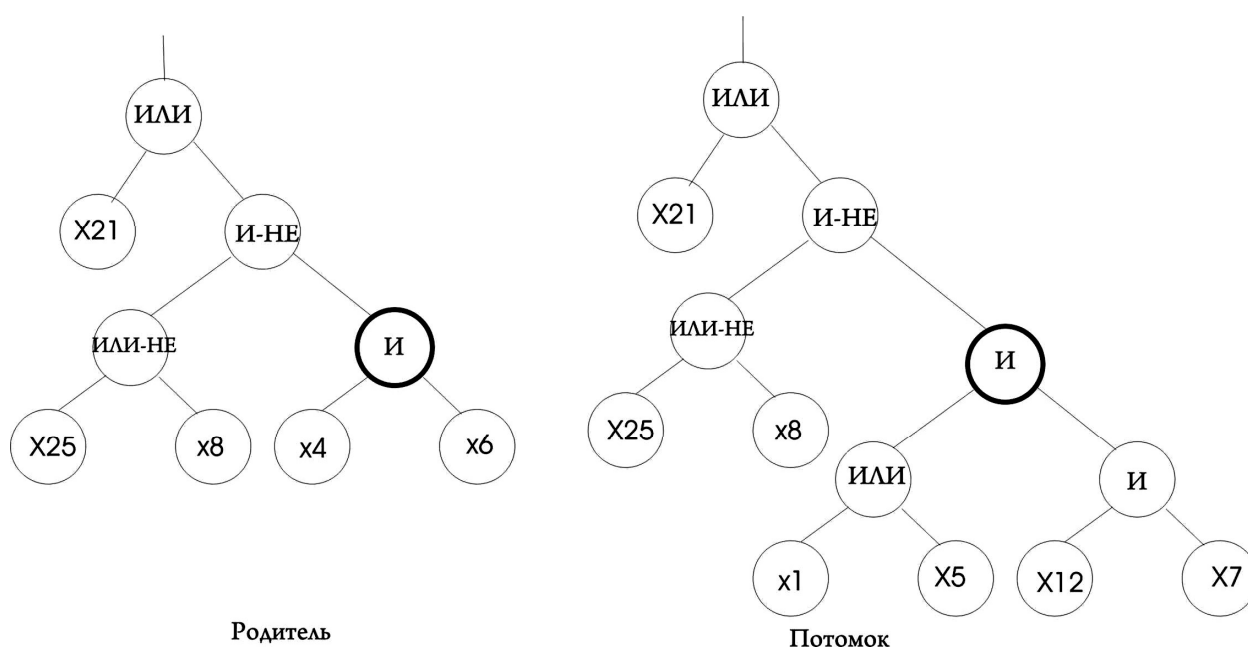 ИЛИ
X21
И-НЕ
ИЛИ-НЕ
И
X25
x8
x4
x6
Родитель
ИЛИ
X21
И-НЕ
ИЛИ-НЕ
И
X25
x8
ИЛИ
И
x1
X5
X12
X7
Потомок